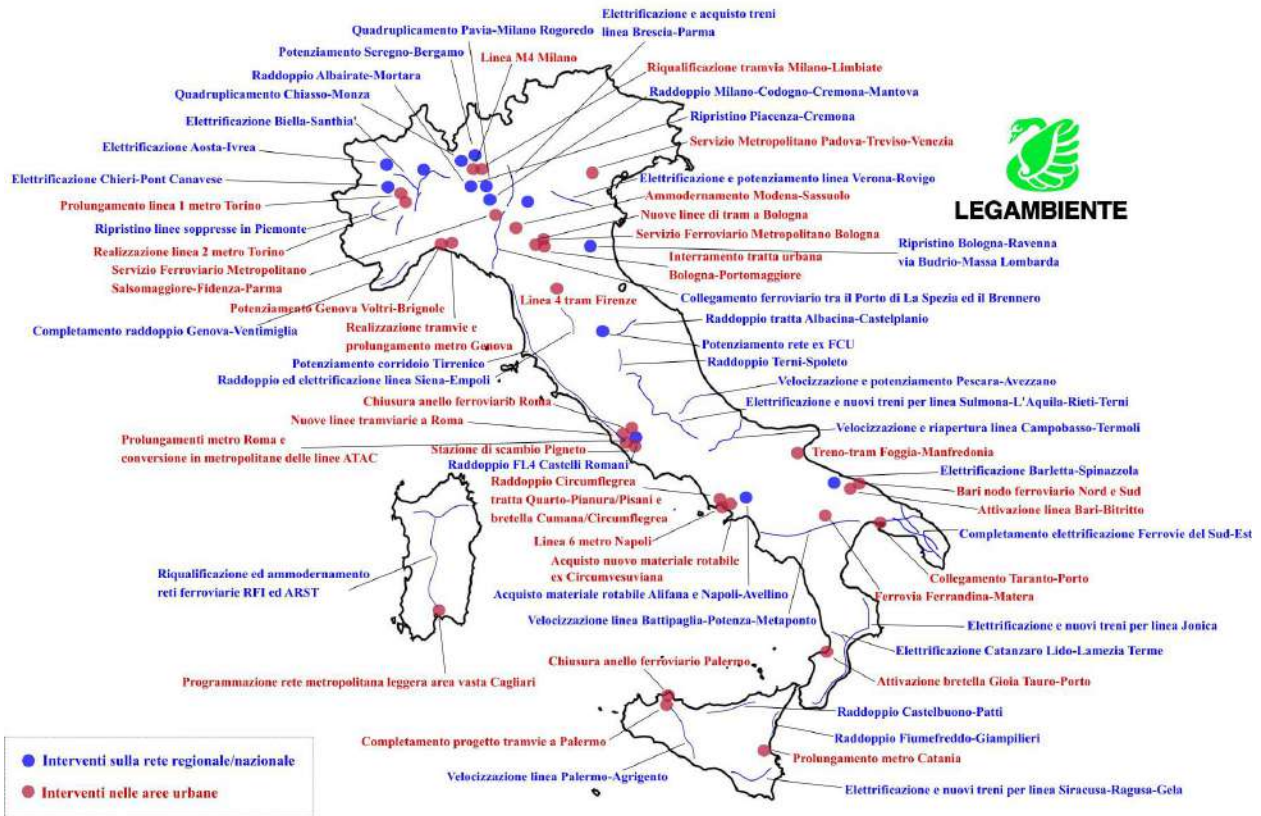 Elettrificazione e acquisto treni
linea Brescia-Parma
Quadruplicamento Pavia-Milano Rogoredo
Potenziamento Seregno-Bergamo
Linea M4 Milano
Riqualificazione tramvia Milano-Limbiate
Raddoppio Albairate-Mortara
Raddoppio Milano-Codogno-Cremona-Mantova
Quadruplicamento Chiasso-Monza
Ripristino Piacenza-Cremona
Elettrificazione Biella-Santhia'
Servizio Metropolitano Padova-Treviso-Venezia
Elettrificazione Aosta-Ivrea
Elettrificazione Chieri-Pont Canavese
Elettrificazione e potenziamento linea Verona-Rovigo
Ammodernamento Modena-Sassuolo
Prolungamento linea 1 metro Torino
Nuove linee di tram a Bologna
LEGAMBIENTE
Ripristino linee soppresse in Piemonte
Servizio Ferroviario Metropolitano Bologna
Realizzazione linea 2 metro Torino
Interramento tratta urbana
Bologna-Portomaggiore
Ripristino Bologna-Ravenna
via Budrio-Massa Lombarda
Servizio Ferroviario Metropolitano
Salsomaggiore-Fidenza-Parma
Collegamento ferroviario tra il Porto di La Spezia ed il Brennero
Potenziamento Genova Voltri-Brignole
Linea 4 tram Firenze
Raddoppio tratta Albacina-Castelplanio
Completamento raddoppio Genova-Ventimiglia
Realizzazione tramvie e
prolungamento metro Genova
Potenziamento rete ex FCU
Potenziamento corridoio Tirrenico
Raddoppio Terni-Spoleto
Raddoppio ed elettrificazione linea Siena-Empoli
Velocizzazione e potenziamento Pescara-Avezzano
Chiusura anello ferroviario Roma
Elettrificazione e nuovi treni per linea Sulmona-L'Aquila-Rieti-Terni
Nuove linee tramviarie a Roma
Velocizzazione e riapertura linea Campobasso-Termoli
Prolungamenti metro Roma e
conversione in metropolitane delle linee ATAC
Stazione di scambio Pigneto
Treno-tram Foggia-Manfredonia
Raddoppio FL4 Castelli Romani
Elettrificazione Barletta-Spinazzola
Raddoppio Circumflegrea
tratta Quarto-Pianura/Pisani e
bretella Cumana/Circumflegrea
Bari nodo ferroviario Nord e Sud
Attivazione linea Bari-Bitritto
Linea 6 metro Napoli
Completamento elettrificazione Ferrovie del Sud-Est
Acquisto nuovo materiale rotabile
ex Circumvesuviana
Riqualificazione ed ammodernamento
reti ferroviarie RFI ed ARST
Collegamento Taranto-Porto
Acquisto materiale rotabile Alifana e Napoli-Avellino
Ferrovia Ferrandina-Matera
Velocizzazione linea Battipaglia-Potenza-Metaponto
Elettrificazione e nuovi treni per linea Jonica
Elettrificazione Catanzaro Lido-Lamezia Terme
Chiusura anello ferroviario Palermo
Programmazione rete metropolitana leggera area vasta Cagliari
Attivazione bretella Gioia Tauro-Porto
Raddoppio Castelbuono-Patti
Completamento progetto tramvie a Palermo
Raddoppio Fiumefreddo-Giampilieri
Prolungamento metro Catania
Velocizzazione linea Palermo-Agrigento
Elettrificazione e nuovi treni per linea Siracusa-Ragusa-Gela
Interventi sulla rete regionale/nazionale
Interventi nelle aree urbane